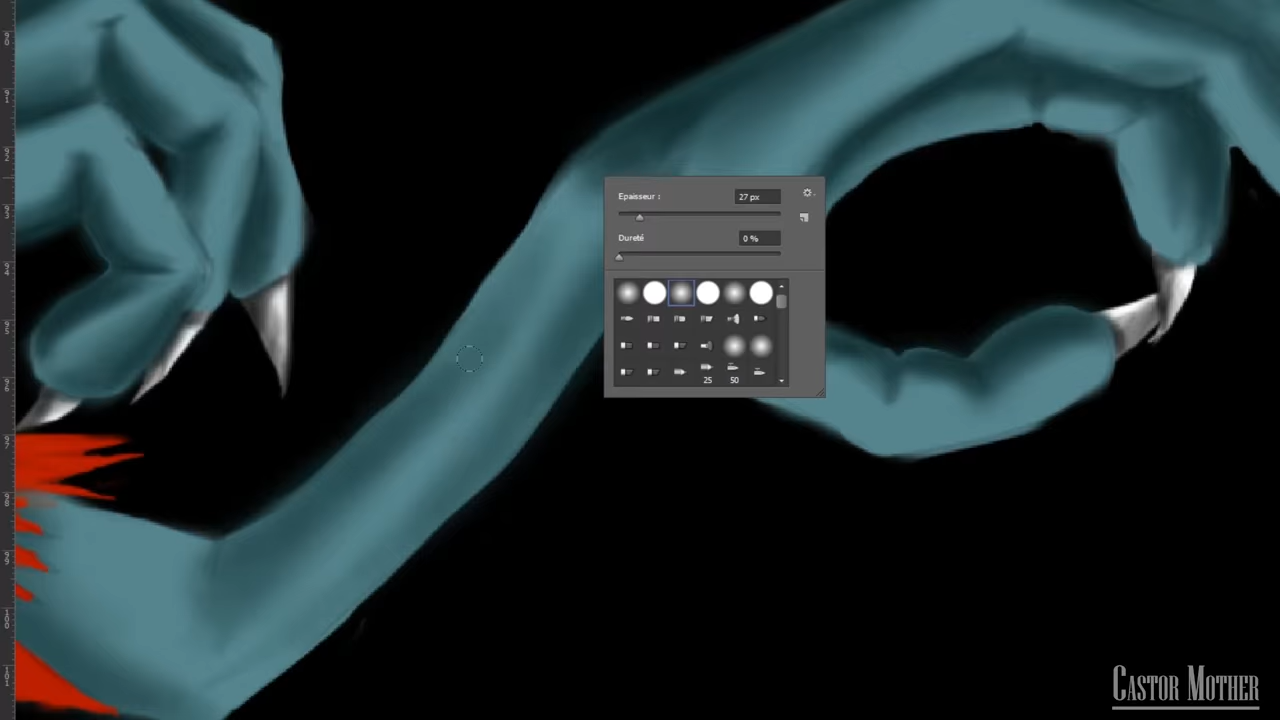 Epaisseur :
27 px
Dureté
0 %
25
50
CASTOR MOTHER